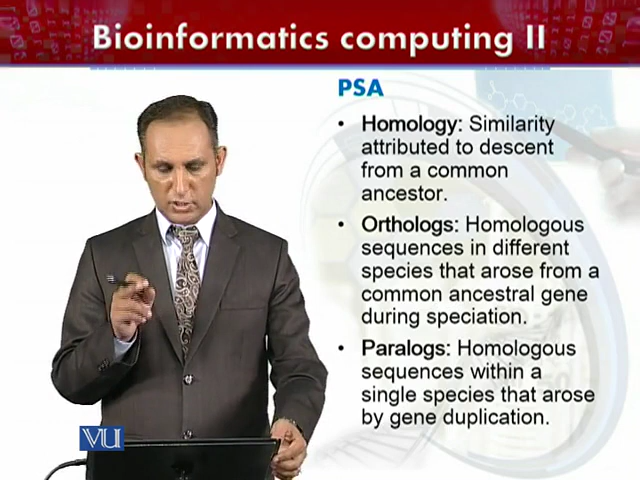 Bioinformatics computing II
PSA
• Homology: Similarity
attributed to descent
from a common
ancestor.
• Orthologs: Homologous
sequences in different
species that arose from a
common ancestral gene
during speciation.
• Paralogs: Homologous
sequences within a
single species that arose
by gene duplication.
VU